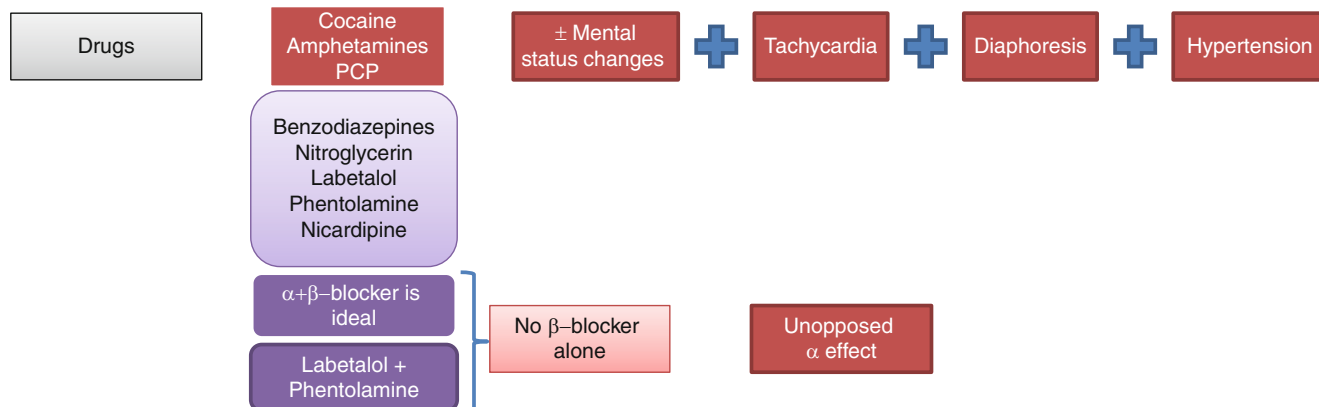 Drugs
Cocaine
Amphetamines
PCP
± Mental
status changes
Tachycardia
Diaphoresis
Hypertension
Benzodiazepines
Nitroglycerin
Labetalol
Phentolamine
Nicardipine
α+β–blocker is
ideal
Labetalol +
Phentolamine
No β–blocker
alone
Unopposed
α effect